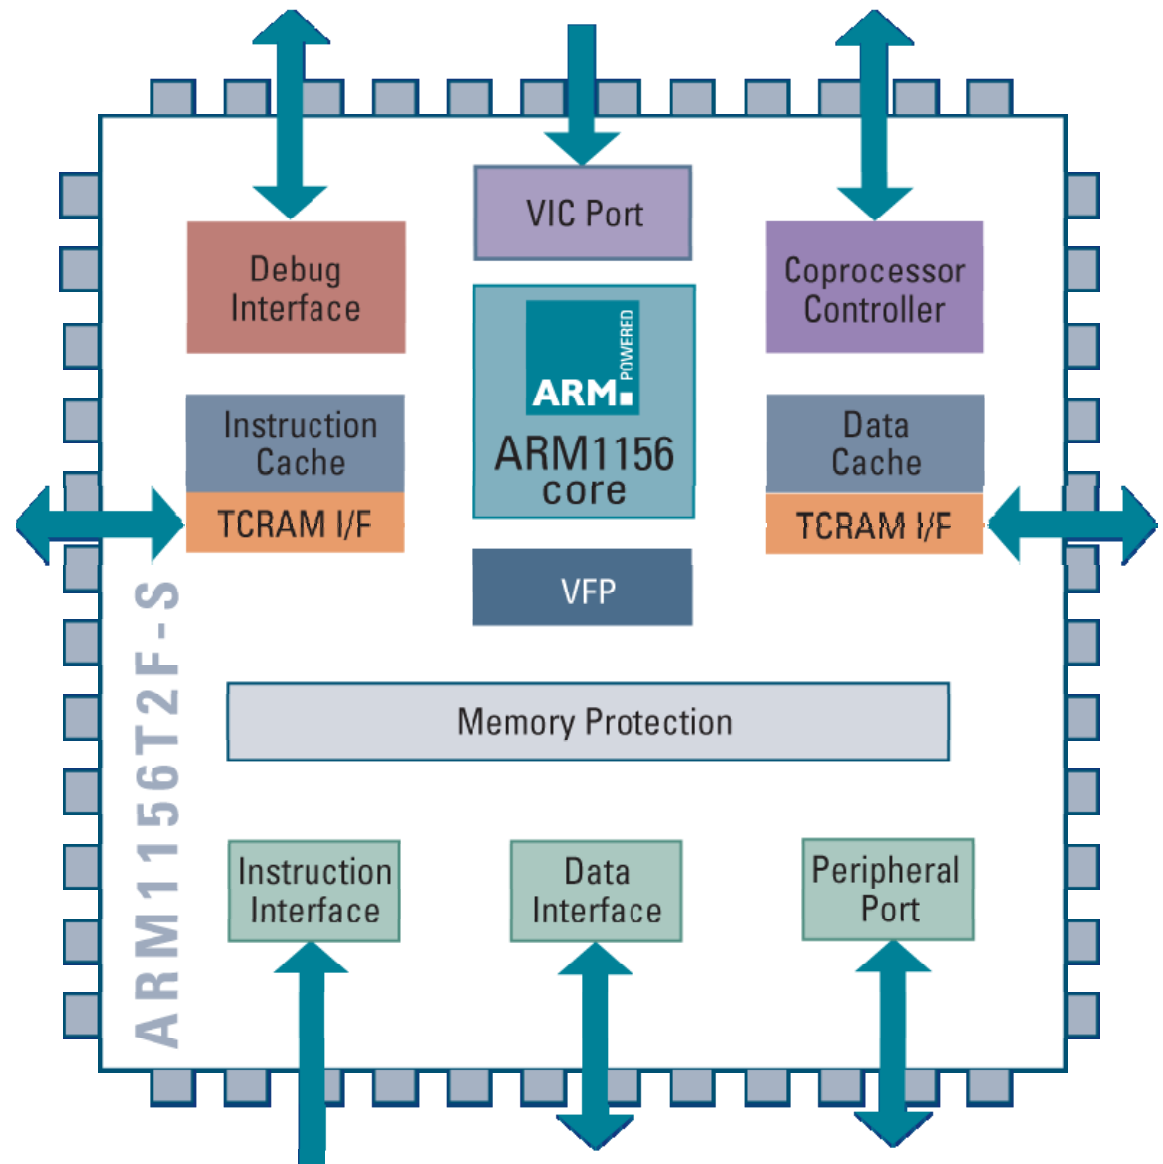 VIC Port
Debug
Interface
Coprocessor
Controller
POWERED
ARM.
ARM1156
core
Instruction
Cache
TCRAM I/F
Data
Cache
TCRAM I/F
VFP
ARM1156T2F-S
Memory Protection
Instruction
Interface
Data
Interface
Peripheral
Port